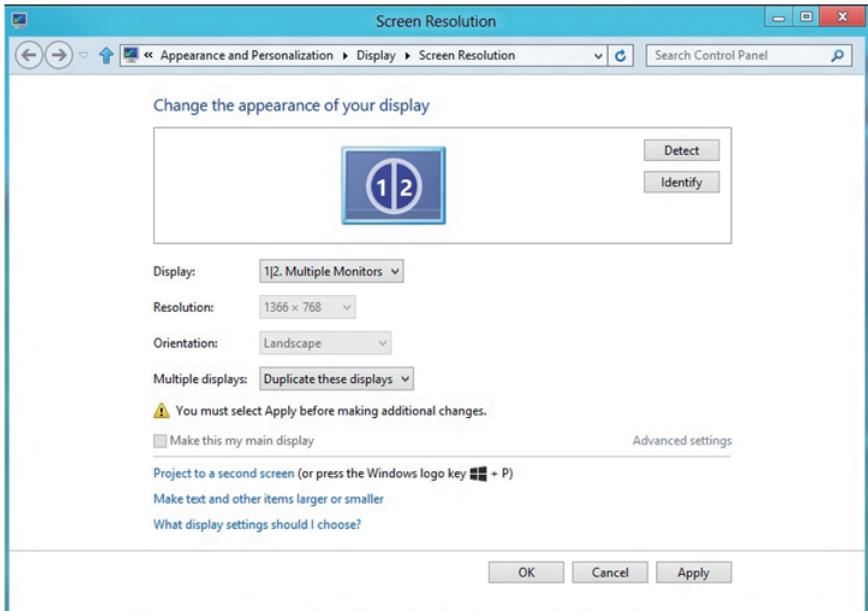 Screen Resolution
« Appearance and Personalization ▸ Display ▸ Screen Resolution
Search Control Panel
Change the appearance of your display
1 2
Detect
Identify
Display: 1|2. Multiple Monitors
Resolution: 1366 × 768
Orientation: Landscape
Multiple displays: Duplicate these displays
You must select Apply before making additional changes.
Make this my main display Advanced settings
Project to a second screen (or press the Windows logo key + P)
Make text and other items larger or smaller
What display settings should I choose?
OK Cancel Apply